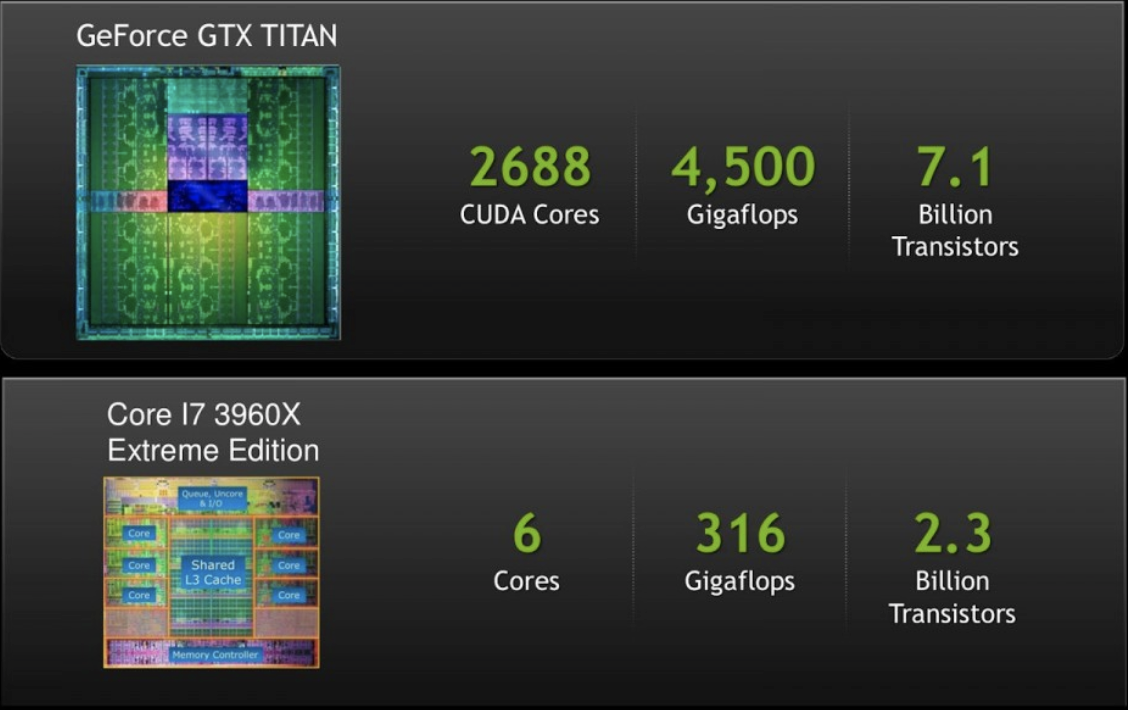 GeForce GTX TITAN
2688
CUDA Cores
4,500
Gigaflops
7.1
Billion
Transistors
Core I7 3960X
Extreme Edition
Queue, Uncore
& I/O
Core
Core
Core
Shared
L3 Cache
Core
Core
Core
Memory Controller
6
Cores
316
Gigaflops
2.3
Billion
Transistors